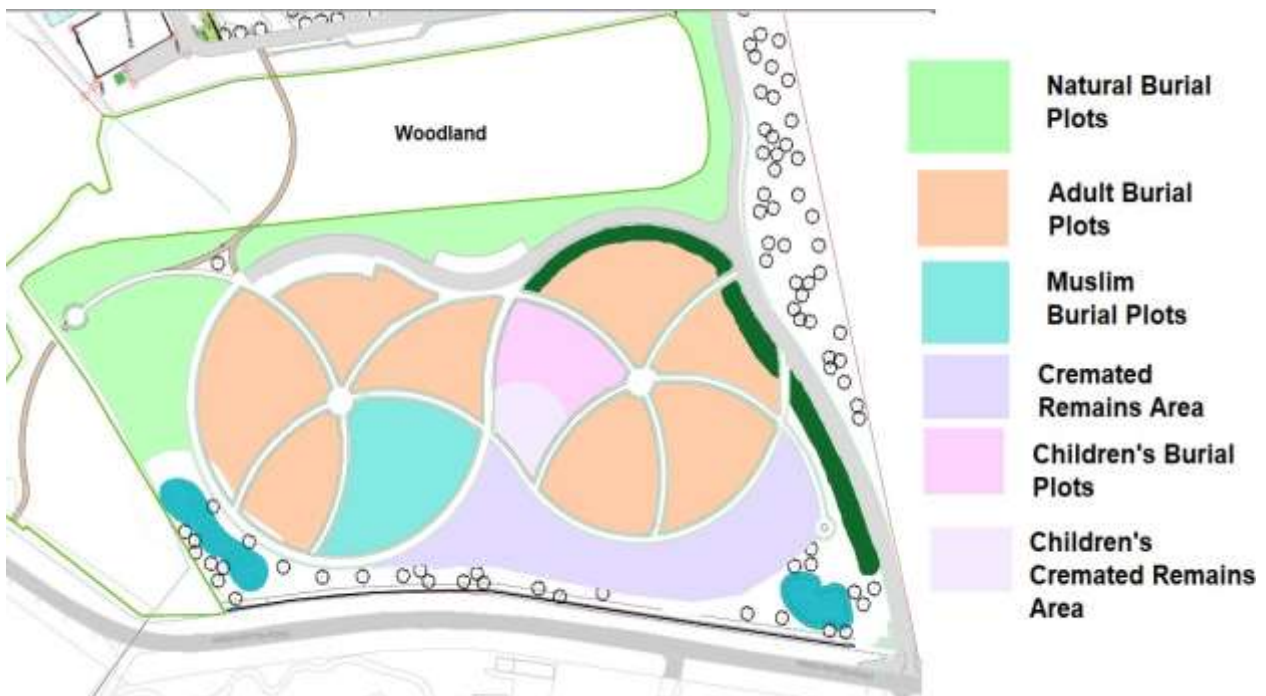 Woodland
Natural Burial
Plots
Adult Burial
Plots
Muslim
Burial Plots
Cremated
Remains Area
Children's Burial
Plots
Children's
Cremated Remains
Area